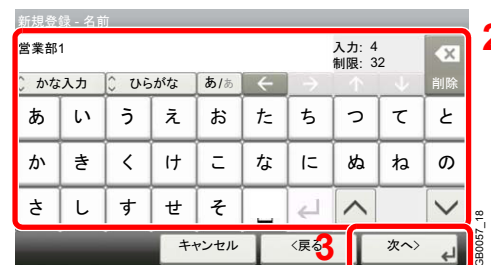 新規登録 - 名前
2
営業部1
入力: 4
制限: 32
かな入力 ひらがな あ/あ ← → ↑ ↓ 削除
あ い う え お た ち つ て と
か き く け こ な に ぬ ね の
さ し す せ そ _
キャンセル <戻る 3 次へ>
GB0057_18